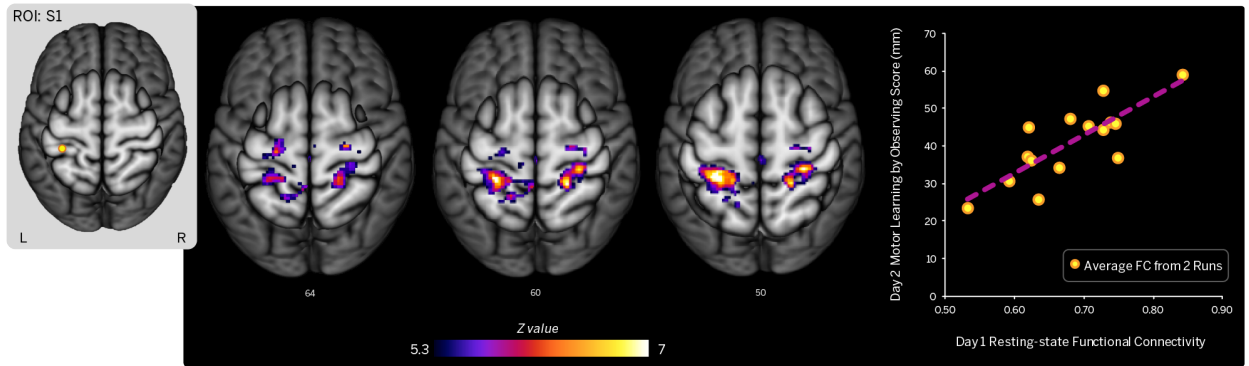 ROI: S1
L
R
64
60
50
Z value
5.3
7
Day 2 Motor Learning by Observing Score (mm)
70
60
50
40
30
20
10
0
0.50
0.60
0.70
0.80
0.90
Average FC from 2 Runs
Day 1 Resting-state Functional Connectivity